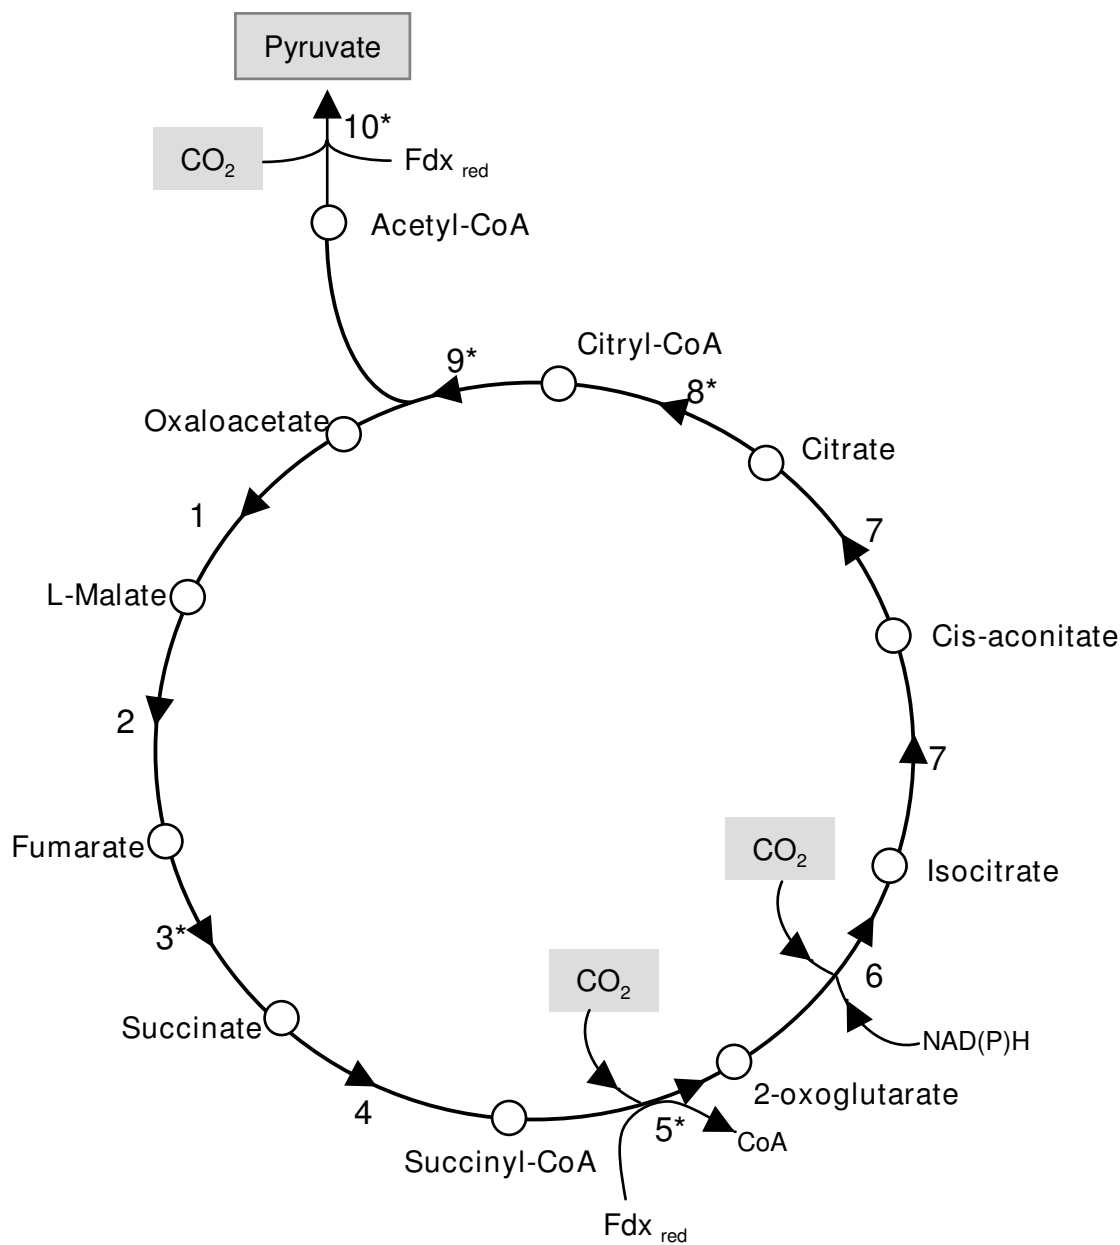 Pyruvate
10*
CO2
Fdx red
Acetyl-CoA
Citryl-CoA
9*
8*
Oxaloacetate
Citrate
1
7
L-Malate
Cis-aconitate
2
7
CO2
Fumarate
Isocitrate
3*
6
CO2
Succinate
NAD(P)H
2-oxoglutarate
4
5*
CoA
Succinyl-CoA
Fdx red